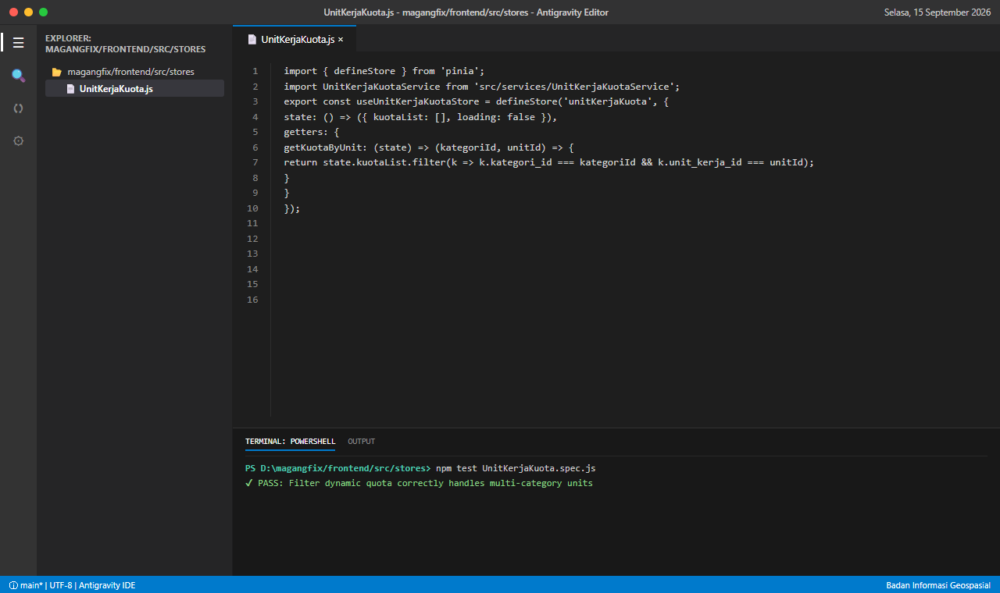 UnitKerjaKuota.js - magangfix/frontend/src/stores - Antigravity Editor
Selasa, 15 September 2026
EXPLORER:
MAGANGFIX/FRONTEND/SRC/STORES
magangfix/frontend/src/stores
UnitKerjaKuota.js
UnitKerjaKuota.js ×
1 import { defineStore } from 'pinia';
2 import UnitKerjaKuotaService from 'src/services/UnitKerjaKuotaService';
3 export const useUnitKerjaKuotaStore = defineStore('unitKerjaKuota', {
4 state: () => ({ kuotaList: [], loading: false }),
5 getters: {
6 getKuotaByUnit: (state) => (kategoriId, unitId) => {
7 return state.kuotaList.filter(k => k.kategori_id === kategoriId && k.unit_kerja_id === unitId);
8 }
9 }
10 });
11
12
13
14
15
16
TERMINAL: POWERSHELL OUTPUT
PS D:\magangfix/frontend/src/stores> npm test UnitKerjaKuota.spec.js
✓ PASS: Filter dynamic quota correctly handles multi-category units
main* | UTF-8 | Antigravity IDE
Badan Informasi Geospasial